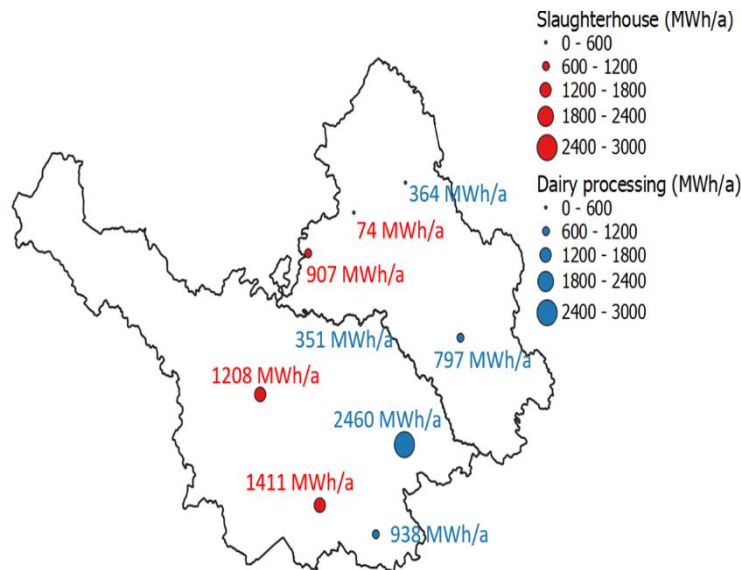 Slaughterhouse (MWh/a)
0 - 600
600 - 1200
1200 - 1800
1800 - 2400
2400 - 3000
Dairy processing (MWh/a)
0 - 600
600 - 1200
1200 - 1800
1800 - 2400
2400 - 3000
364 MWh/a
74 MWh/a
907 MWh/a
351 MWh/a
797 MWh/a
1208 MWh/a
2460 MWh/a
1411 MWh/a
938 MWh/a